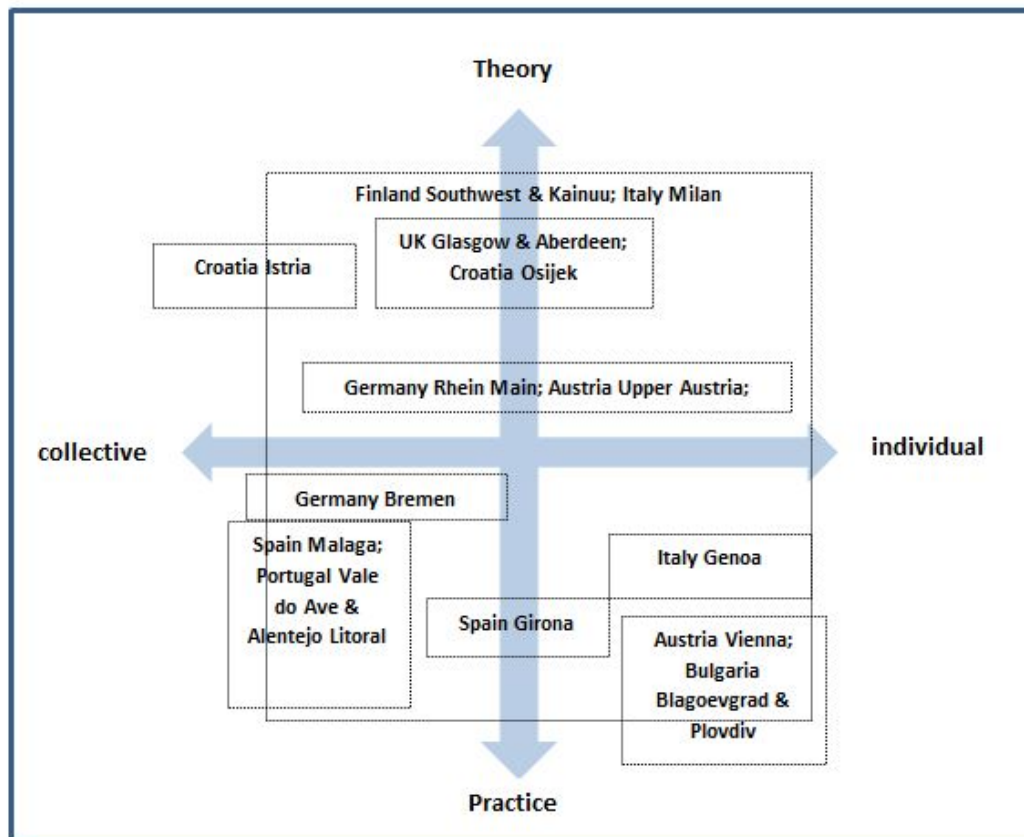 Theory
Finland Southwest & Kainuu; Italy Milan
UK Glasgow & Aberdeen;
Croatia Osijek
Croatia Istria
Germany Rhein Main; Austria Upper Austria;
collective
individual
Germany Bremen
Spain Malaga;
Portugal Vale
do Ave &
Alentejo Litoral
Italy Genoa
Spain Girona
Austria Vienna;
Bulgaria
Blagoevgrad &
Plovdiv
Practice